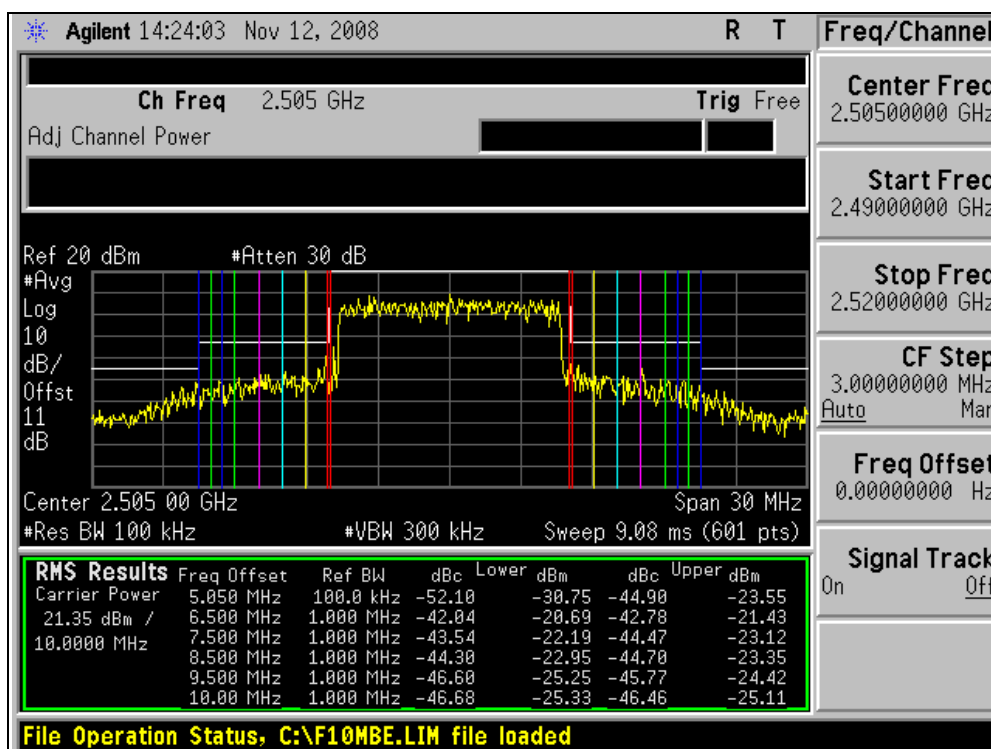 Agilent 14:24:03 Nov 12, 2008 R T
Freq/Channel
Ch Freq 2.505 GHz Trig Free
Adj Channel Power
Center Freq
2.50500000 GHz
Start Freq
2.49000000 GHz
Stop Freq
2.52000000 GHz
CF Step
3.00000000 MHz
Auto Man
Freq Offset
0.00000000 Hz
Signal Track
On Off
Ref 20 dBm #Atten 30 dB
#Avg
Log
10
dB/
Offst
11
dB
Center 2.505 00 GHz Span 30 MHz
#Res BW 100 kHz #VBW 300 kHz Sweep 9.08 ms (601 pts)
RMS Results Freq Offset Ref BW dBc Lower dBm dBc Upper dBm
Carrier Power 5.050 MHz 100.0 kHz -52.10 -30.75 -44.90 -23.55
21.35 dBm / 6.500 MHz 1.000 MHz -42.04 -20.69 -42.78 -21.43
10.0000 MHz 7.500 MHz 1.000 MHz -43.54 -22.19 -44.47 -23.12
8.500 MHz 1.000 MHz -44.30 -22.95 -44.70 -23.35
9.500 MHz 1.000 MHz -46.60 -25.25 -45.77 -24.42
10.00 MHz 1.000 MHz -46.68 -25.33 -46.46 -25.11
File Operation Status, C:\F10MBE.LIM file loaded